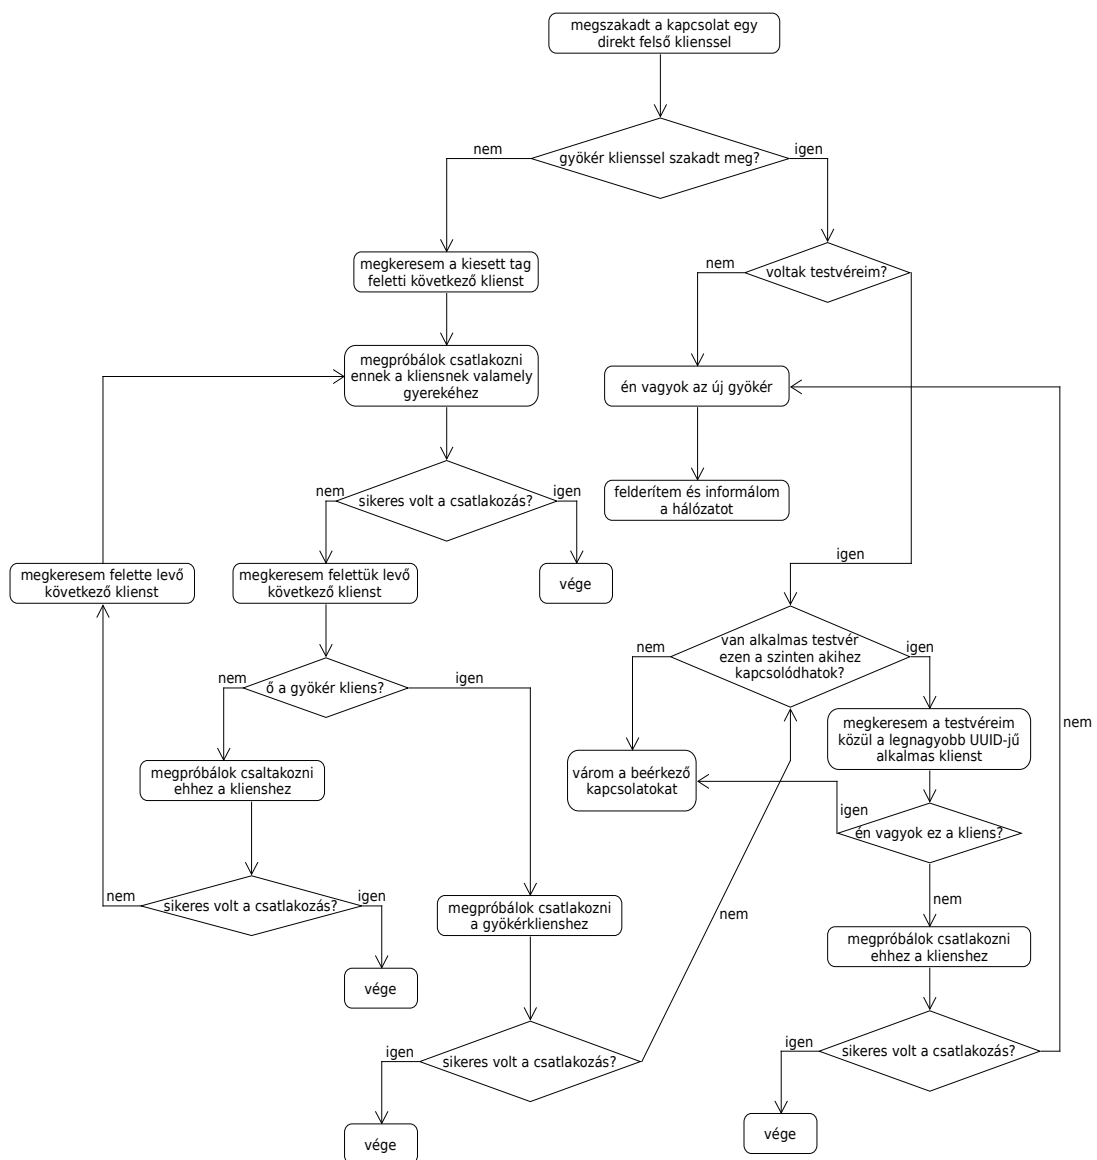 megszakadt a kapcsolat egy
direkt felső klienssel
gyökér klienssel szakadt meg?
nem
igen
megkeresem a kiesett tag
feletti következő klienst
voltak testvéreim?
nem
megpróbálok csatlakozni
ennek a kliensnek valamely
gyerekéhez
én vagyok az új gyökér
sikeres volt a csatlakozás?
nem
igen
felderítem és informálom
a hálózatot
igen
megkeresem felette levő
következő klienst
megkeresem felettük levő
következő klienst
vége
van alkalmas testvér
ezen a szinten akihez
kapcsolódhatok?
nem
igen
ő a gyökér kliens?
nem
igen
megkeresem a testvéreim
közül a legnagyobb UUID-jű
alkalmas klienst
nem
megpróbálok csaltakozni
ehhez a klienshez
várom a beérkező
kapcsolatokat
igen
én vagyok ez a kliens?
nem
sikeres volt a csatlakozás?
nem
igen
megpróbálok csatlakozni
a gyökérklienshez
nem
megpróbálok csatlakozni
ehhez a klienshez
vége
sikeres volt a csatlakozás?
igen
sikeres volt a csatlakozás?
igen
vége
vége